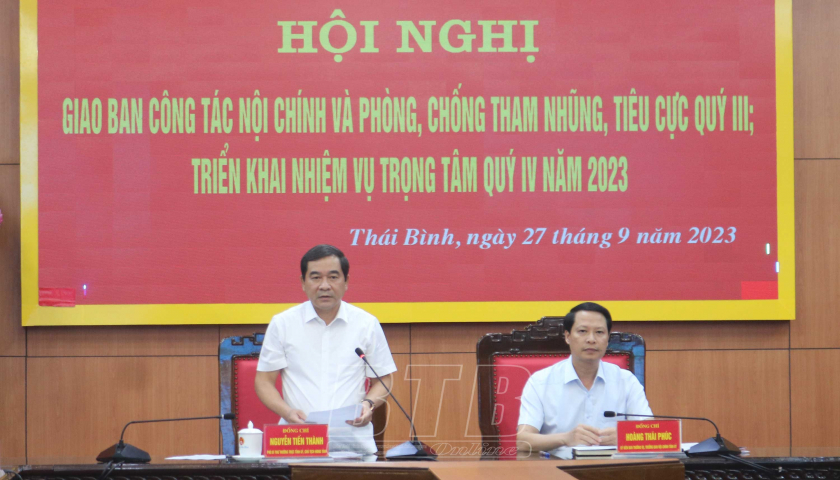 HỘI NGHỊ
GIAO BAN CÔNG TÁC NỘI CHÍNH VÀ PHÒNG, CHỐNG THAM NHŨNG, TIÊU CỰC QUÝ III;
TRIỂN KHAI NHIỆM VỤ TRỌNG TÂM QUÝ IV NĂM 2023
Thái Bình, ngày 27 tháng 9 năm 2023
BTB
Online
ĐỒNG CHÍ
NGUYỄN TIẾN THÀNH
ĐỒNG CHÍ
HOÀNG THÁI PHÚC